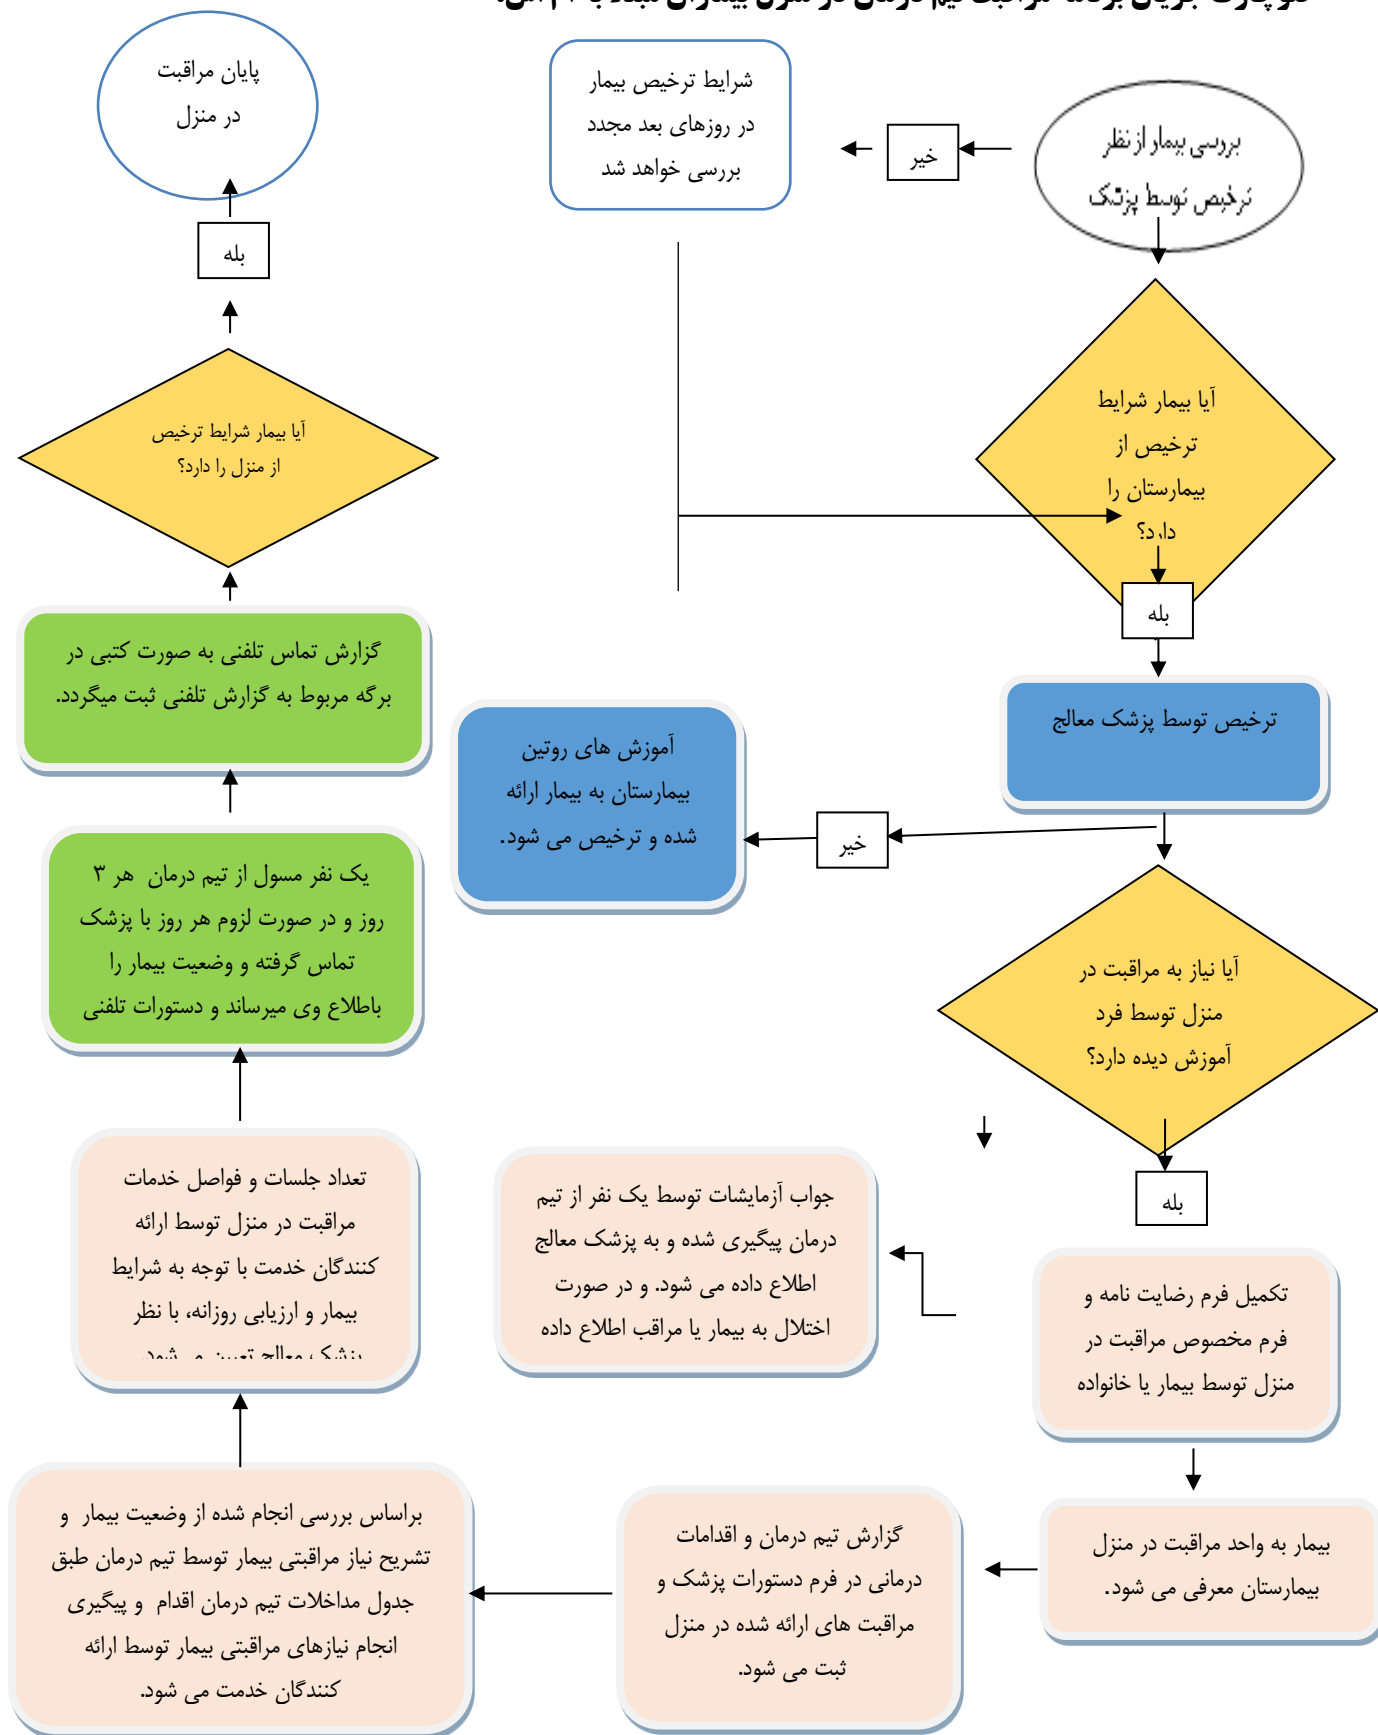 بررسی بیمار از نظر
ترخیص توسط پزشک
خیر
شرایط ترخیص بیمار
در روزهای بعد مجدد
بررسی خواهد شد
آیا بیمار شرایط
ترخیص از
بیمارستان را
دارد؟
بله
ترخیص توسط پزشک معالج
خیر
آموزش های روتین
بیمارستان به بیمار ارائه
شده و ترخیص می شود.
آیا نیاز به مراقبت در
منزل توسط فرد
آموزش دیده دارد؟
بله
تکمیل فرم رضایت نامه و
فرم مخصوص مراقبت در
منزل توسط بیمار یا خانواده
جواب آزمایشات توسط یک نفر از تیم
درمان پیگیری شده و به پزشک معالج
اطلاع داده می شود. و در صورت
اختلال به بیمار یا مراقب اطلاع داده
بیمار به واحد مراقبت در منزل
بیمارستان معرفی می شود.
گزارش تیم درمان و اقدامات
درمانی در فرم دستورات پزشک و
مراقبت های ارائه شده در منزل
ثبت می شود.
براساس بررسی انجام شده از وضعیت بیمار و
تشریح نیاز مراقبتی بیمار توسط تیم درمان طبق
جدول مداخلات تیم درمان اقدام و پیگیری
انجام نیازهای مراقبتی بیمار توسط ارائه
کنندگان خدمت می شود.
تعداد جلسات و فواصل خدمات
مراقبت در منزل توسط ارائه
کنندگان خدمت با توجه به شرایط
بیمار و ارزیابی روزانه، با نظر
پزشک معالج تعیین می شود.
یک نفر مسول از تیم درمان هر ۳
روز و در صورت لزوم هر روز با پزشک
تماس گرفته و وضعیت بیمار را
باطلاع وی میرساند و دستورات تلفنی
گزارش تماس تلفنی به صورت کتبی در
برگه مربوط به گزارش تلفنی ثبت میگردد.
آیا بیمار شرایط ترخیص
از منزل را دارد؟
بله
پایان مراقبت
در منزل